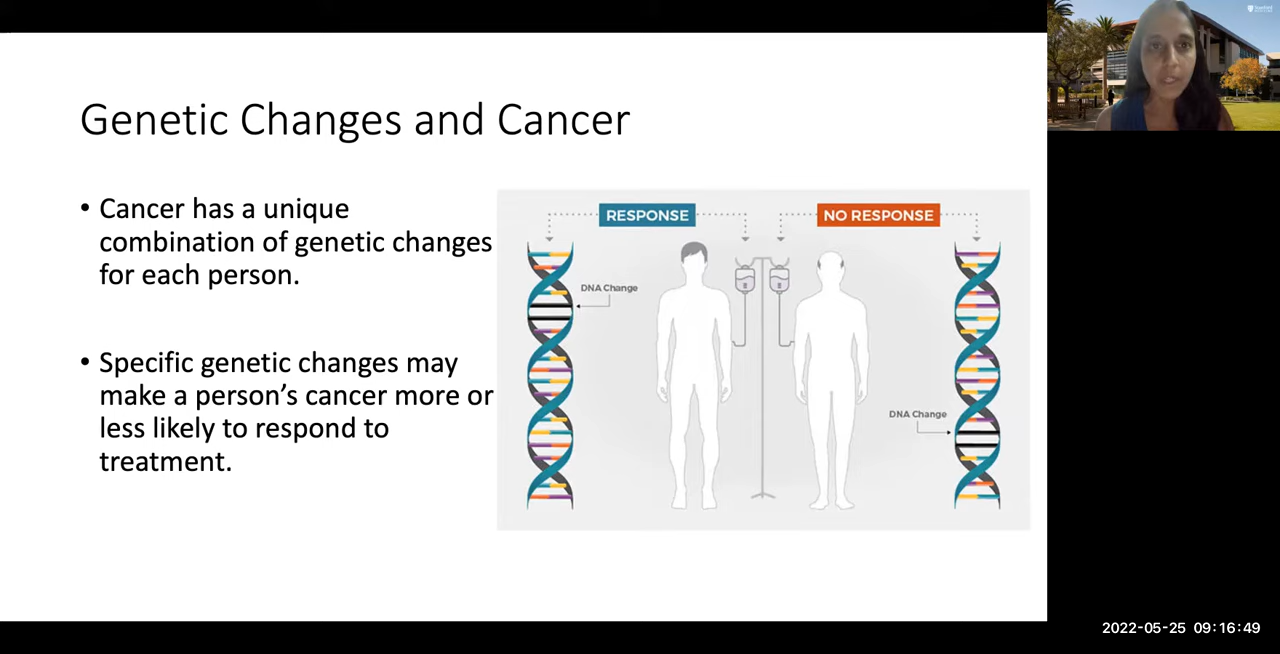 Genetic Changes and Cancer
• Cancer has a unique
combination of genetic changes
for each person.
• Specific genetic changes may
make a person’s cancer more or
less likely to respond to
treatment.
RESPONSE
NO RESPONSE
DNA Change
DNA Change
2022-05-25 09:16:49